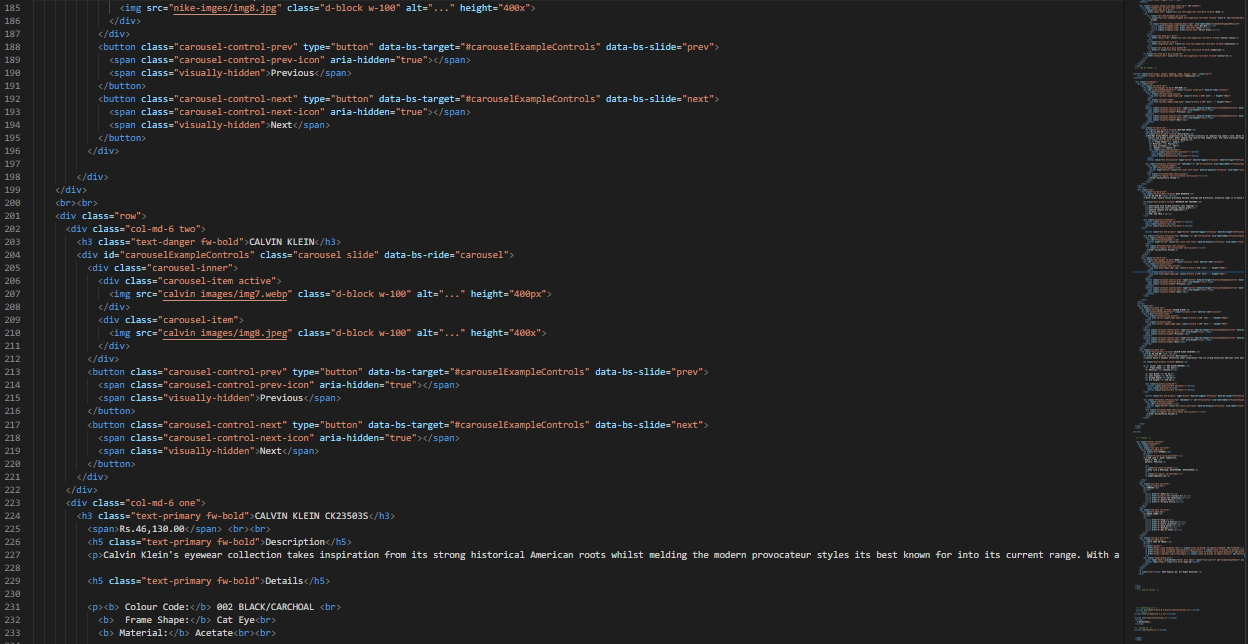 185 <img src="nike-imges/img8.jpg" class="d-block w-100" alt="..." height="400x">
186 </div>
187 </div>
188 <button class="carousel-control-prev" type="button" data-bs-target="#carouselExampleControls" data-bs-slide="prev">
189 <span class="carousel-control-prev-icon" aria-hidden="true"></span>
190 <span class="visually-hidden">Previous</span>
191 </button>
192 <button class="carousel-control-next" type="button" data-bs-target="#carouselExampleControls" data-bs-slide="next">
193 <span class="carousel-control-next-icon" aria-hidden="true"></span>
194 <span class="visually-hidden">Next</span>
195 </button>
196 </div>
197
198 </div>
199 </div>
200 <br><br>
201 <div class="row">
202 <div class="col-md-6 two">
203 <h3 class="text-danger fw-bold">CALVIN KLEIN</h3>
204 <div id="carouselExampleControls" class="carousel slide" data-bs-ride="carousel">
205 <div class="carousel-inner">
206 <div class="carousel-item active">
207 <img src="calvin images/img7.webp" class="d-block w-100" alt="..." height="400px">
208 </div>
209 <div class="carousel-item">
210 <img src="calvin images/img8.jpeg" class="d-block w-100" alt="..." height="400x">
211 </div>
212 </div>
213 <button class="carousel-control-prev" type="button" data-bs-target="#carouselExampleControls" data-bs-slide="prev">
214 <span class="carousel-control-prev-icon" aria-hidden="true"></span>
215 <span class="visually-hidden">Previous</span>
216 </button>
217 <button class="carousel-control-next" type="button" data-bs-target="#carouselExampleControls" data-bs-slide="next">
218 <span class="carousel-control-next-icon" aria-hidden="true"></span>
219 <span class="visually-hidden">Next</span>
220 </button>
221 </div>
222 </div>
223 <div class="col-md-6 one">
224 <h3 class="text-primary fw-bold">CALVIN KLEIN CK23503S</h3>
225 <span>Rs.46,130.00</span> <br><br>
226 <h5 class="text-primary fw-bold">Description</h5>
227 <p>Calvin Klein's eyewear collection takes inspiration from its strong historical American roots whilst melding the modern provocateur styles its best known for into its current range. With a
228
229 <h5 class="text-primary fw-bold">Details</h5>
230
231 <p><b> Colour Code:</b> 002 BLACK/CARCHOAL <br>
232 <b> Frame Shape:</b> Cat Eye<br>
233 <b> Material:</b> Acetate<br><br>